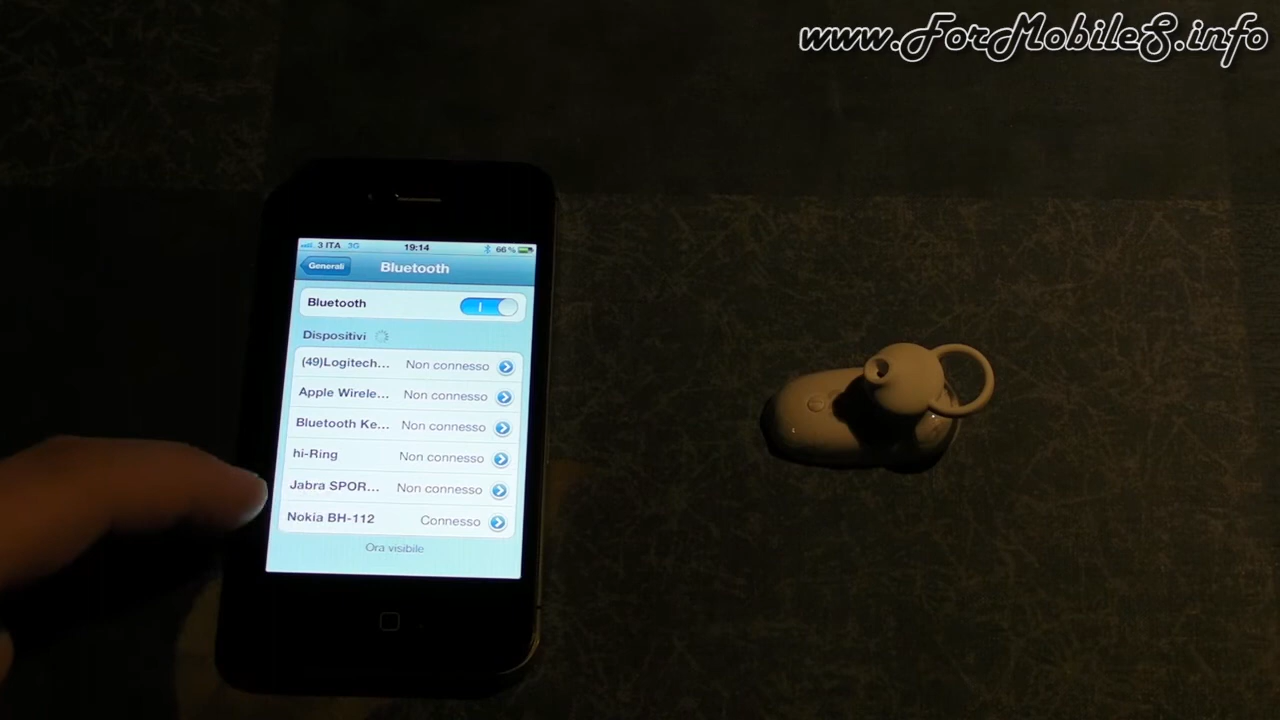 www.ForMobileS.info
3 ITA 3G 19:14 66%
Generali Bluetooth
Bluetooth
Dispositivi
(49)Logitech... Non connesso
Apple Wirele... Non connesso
Bluetooth Ke... Non connesso
hi-Ring Non connesso
Jabra SPOR... Non connesso
Nokia BH-112 Connesso
Ora visibile